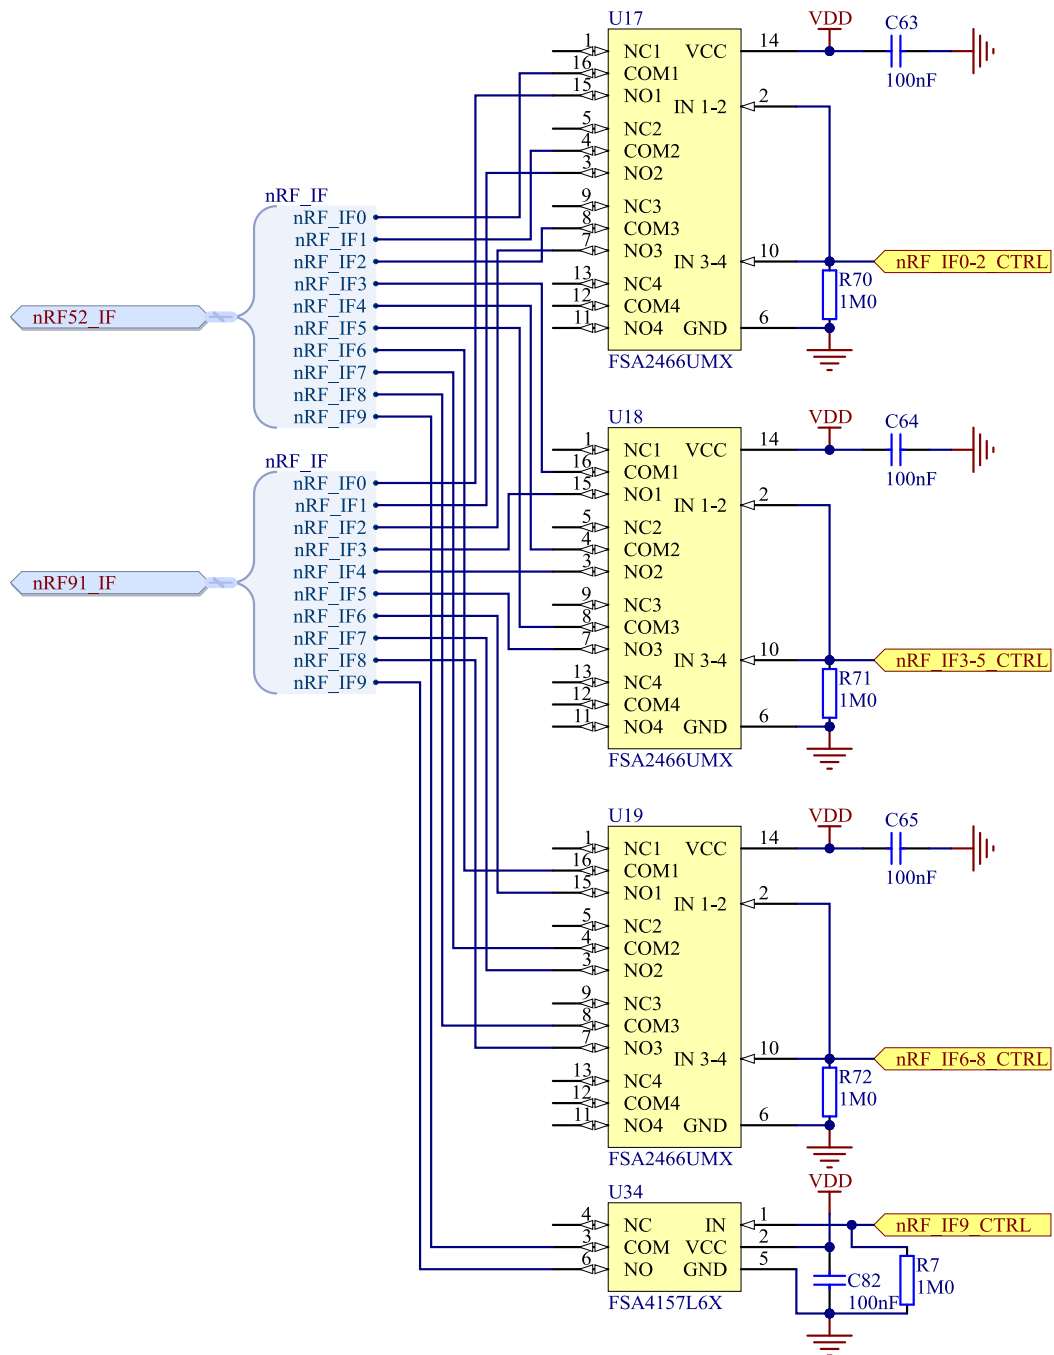 nRF52_IF
nRF_IF
nRF_IF0
nRF_IF1
nRF_IF2
nRF_IF3
nRF_IF4
nRF_IF5
nRF_IF6
nRF_IF7
nRF_IF8
nRF_IF9
nRF91_IF
nRF_IF
nRF_IF0
nRF_IF1
nRF_IF2
nRF_IF3
nRF_IF4
nRF_IF5
nRF_IF6
nRF_IF7
nRF_IF8
nRF_IF9
U17
1 NC1 VCC 14
16 COM1
15 NO1
IN 1-2 2
5 NC2
4 COM2
3 NO2
9 NC3
8 COM3
7 NO3
IN 3-4 10
13 NC4
12 COM4
11 NO4 GND 6
FSA2466UMX
VDD
C63
100nF
nRF_IF0-2_CTRL
R70
1M0
U18
1 NC1 VCC 14
16 COM1
15 NO1
IN 1-2 2
5 NC2
4 COM2
3 NO2
9 NC3
8 COM3
7 NO3
IN 3-4 10
13 NC4
12 COM4
11 NO4 GND 6
FSA2466UMX
VDD
C64
100nF
nRF_IF3-5_CTRL
R71
1M0
U19
1 NC1 VCC 14
16 COM1
15 NO1
IN 1-2 2
5 NC2
4 COM2
3 NO2
9 NC3
8 COM3
7 NO3
IN 3-4 10
13 NC4
12 COM4
11 NO4 GND 6
FSA2466UMX
VDD
C65
100nF
nRF_IF6-8_CTRL
R72
1M0
U34
4 NC IN 1
3 COM VCC 2
6 NO GND 5
FSA4157L6X
VDD
nRF_IF9_CTRL
C82
100nF
R7
1M0